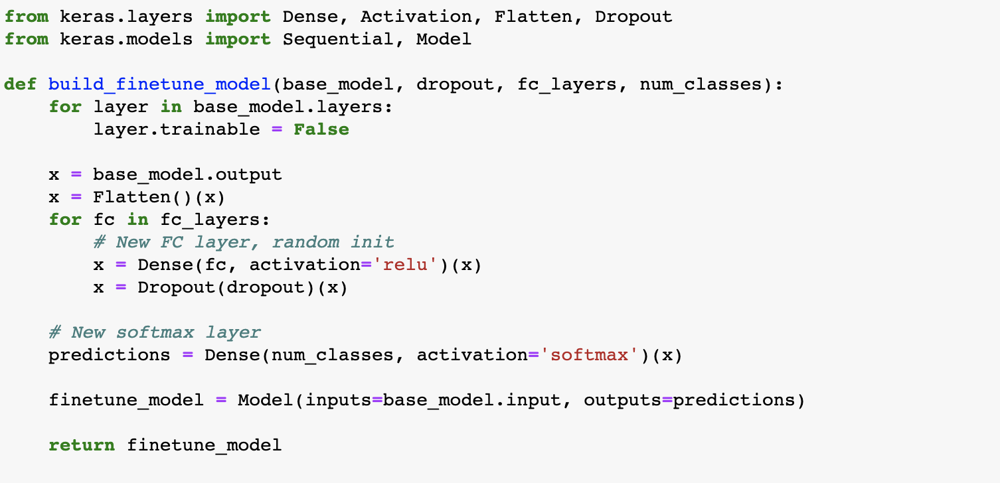 from keras.layers import Dense, Activation, Flatten, Dropout
from keras.models import Sequential, Model

def build_finetune_model(base_model, dropout, fc_layers, num_classes):
    for layer in base_model.layers:
        layer.trainable = False

    x = base_model.output
    x = Flatten()(x)
    for fc in fc_layers:
        # New FC layer, random init
        x = Dense(fc, activation='relu')(x)
        x = Dropout(dropout)(x)

    # New softmax layer
    predictions = Dense(num_classes, activation='softmax')(x)

    finetune_model = Model(inputs=base_model.input, outputs=predictions)

    return finetune_model